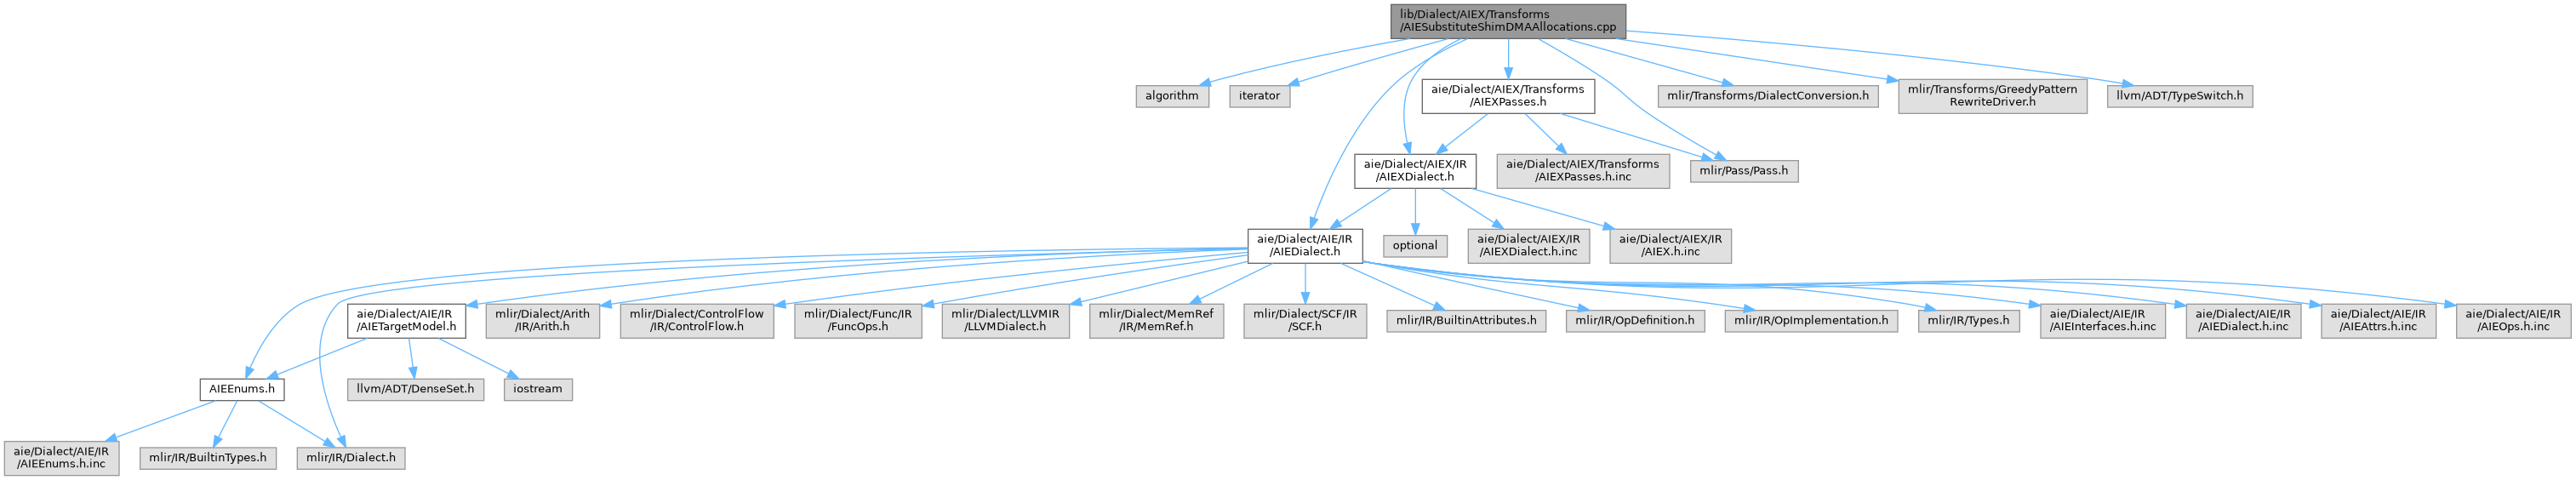 lib/Dialect/AIEX/Transforms
/AIESubstituteShimDMAAllocations.cpp
algorithm
iterator
aie/Dialect/AIEX/Transforms
/AIEXPasses.h
mlir/Transforms/DialectConversion.h
mlir/Transforms/GreedyPattern
RewriteDriver.h
llvm/ADT/TypeSwitch.h
aie/Dialect/AIEX/IR
/AIEXDialect.h
aie/Dialect/AIEX/Transforms
/AIEXPasses.h.inc
mlir/Pass/Pass.h
aie/Dialect/AIE/IR
/AIEDialect.h
optional
aie/Dialect/AIEX/IR
/AIEXDialect.h.inc
aie/Dialect/AIEX/IR
/AIEX.h.inc
aie/Dialect/AIE/IR
/AIETargetModel.h
mlir/Dialect/Arith
/IR/Arith.h
mlir/Dialect/ControlFlow
/IR/ControlFlow.h
mlir/Dialect/Func/IR
/FuncOps.h
mlir/Dialect/LLVMIR
/LLVMDialect.h
mlir/Dialect/MemRef
/IR/MemRef.h
mlir/Dialect/SCF/IR
/SCF.h
mlir/IR/BuiltinAttributes.h
mlir/IR/OpDefinition.h
mlir/IR/OpImplementation.h
mlir/IR/Types.h
aie/Dialect/AIE/IR
/AIEInterfaces.h.inc
aie/Dialect/AIE/IR
/AIEDialect.h.inc
aie/Dialect/AIE/IR
/AIEAttrs.h.inc
aie/Dialect/AIE/IR
/AIEOps.h.inc
AIEEnums.h
llvm/ADT/DenseSet.h
iostream
aie/Dialect/AIE/IR
/AIEEnums.h.inc
mlir/IR/BuiltinTypes.h
mlir/IR/Dialect.h